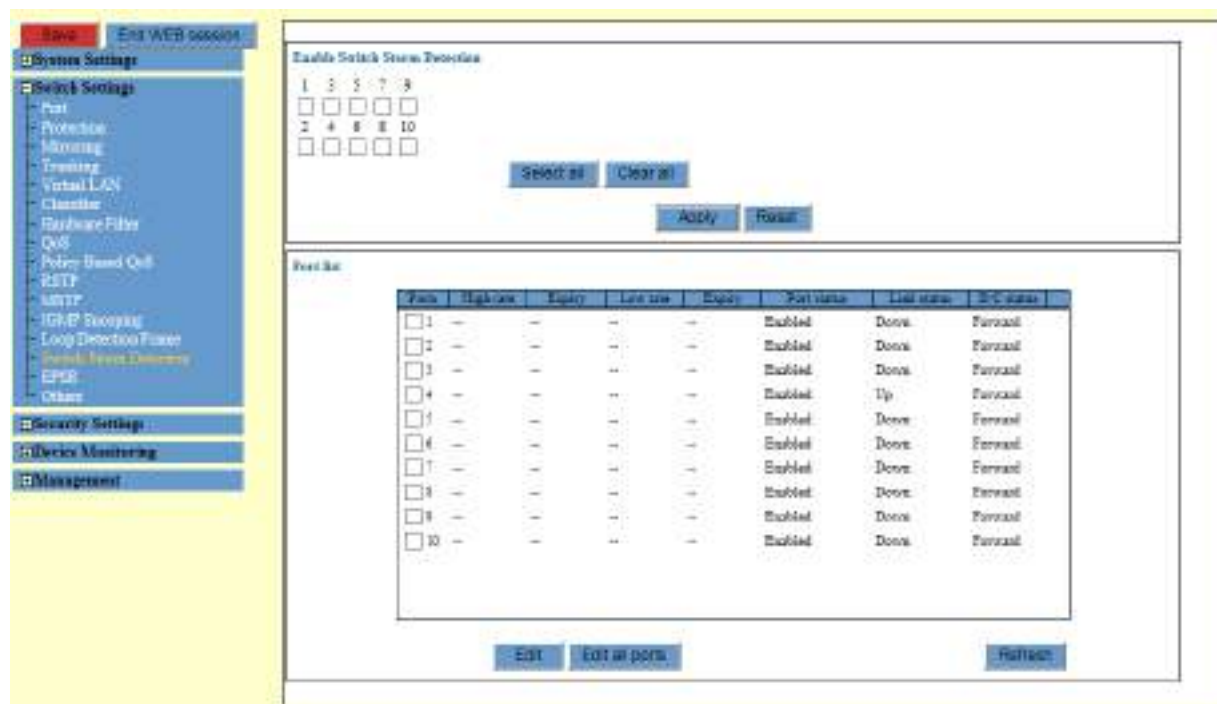 Save End WEB session
System Settings
Switch Settings
Port
Protection
Mirroring
Trunking
Virtual LAN
Classifier
Hardware Filter
QoS
Policy Based QoS
RSTP
MSTP
IGMP Snooping
Loop Detection Frame
Switch Storm Detection
EPSR
Others
Security Settings
Device Monitoring
Management
Enable Switch Storm Detection
1 3 5 7 9
2 4 6 8 10
Select all Clear all
Apply Reset
Port list
Ports High rate Expiry Low rate Expiry Port status Link status B/C status
1 -- -- -- -- Enabled Down Forward
2 -- -- -- -- Enabled Down Forward
3 -- -- -- -- Enabled Down Forward
4 -- -- -- -- Enabled Up Forward
5 -- -- -- -- Enabled Down Forward
6 -- -- -- -- Enabled Down Forward
7 -- -- -- -- Enabled Down Forward
8 -- -- -- -- Enabled Down Forward
9 -- -- -- -- Enabled Down Forward
10 -- -- -- -- Enabled Down Forward
Edit Edit all ports Refresh